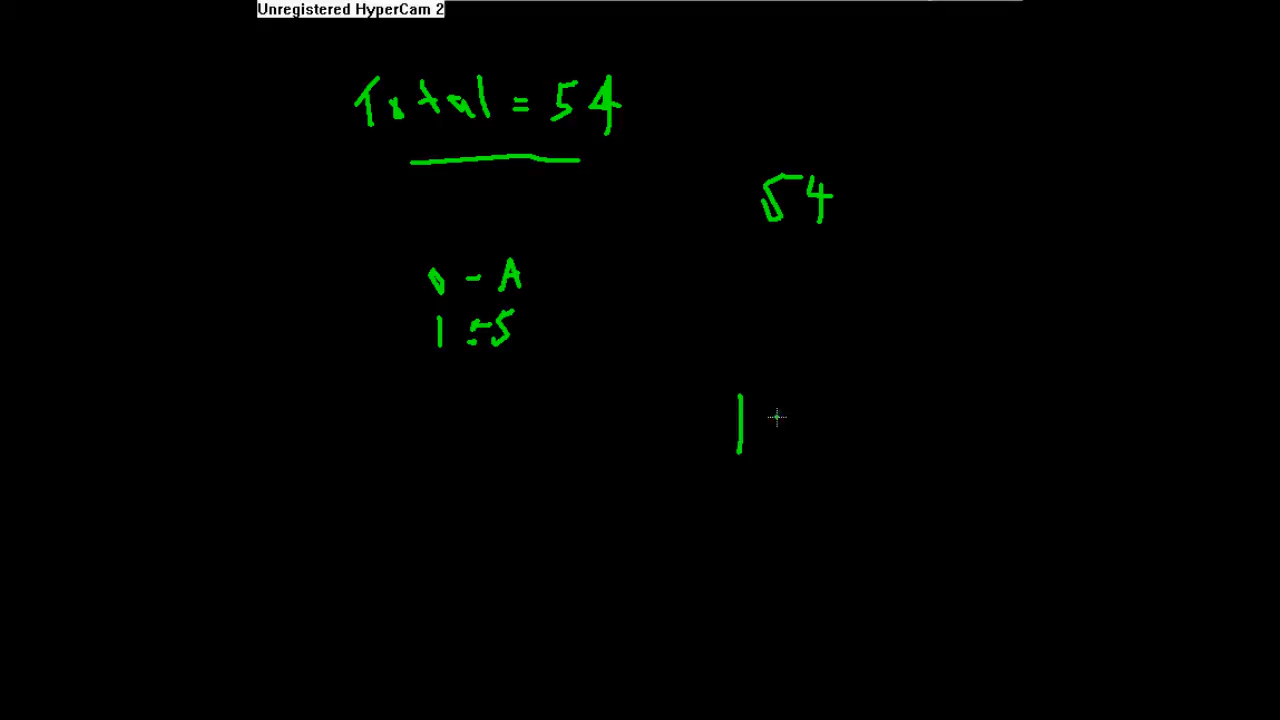 Unregistered HyperCam 2
Total = 54
54
0 - A
1 = 5
1